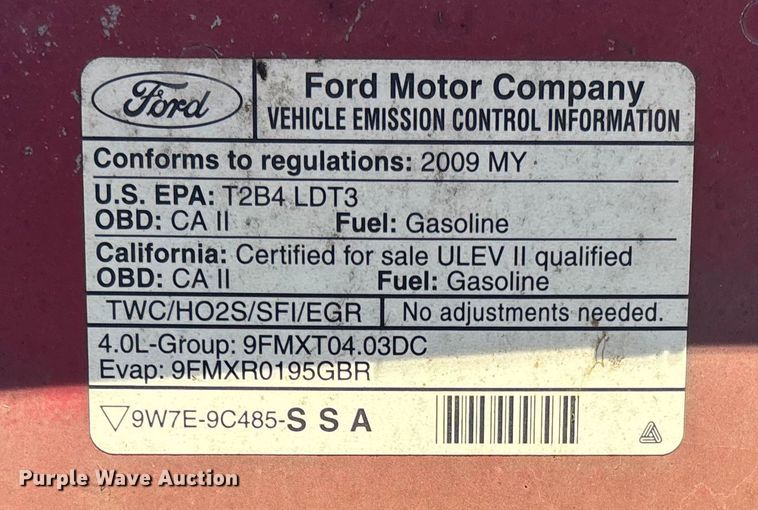 Ford
Ford Motor Company
VEHICLE EMISSION CONTROL INFORMATION
Conforms to regulations: 2009 MY
U.S. EPA: T2B4 LDT3
OBD: CA II Fuel: Gasoline
California: Certified for sale ULEV II qualified
OBD: CA II Fuel: Gasoline
TWC/HO2S/SFI/EGR No adjustments needed.
4.0L-Group: 9FMXT04.03DC
Evap: 9FMXR0195GBR
9W7E-9C485-S S A
Purple Wave Auction